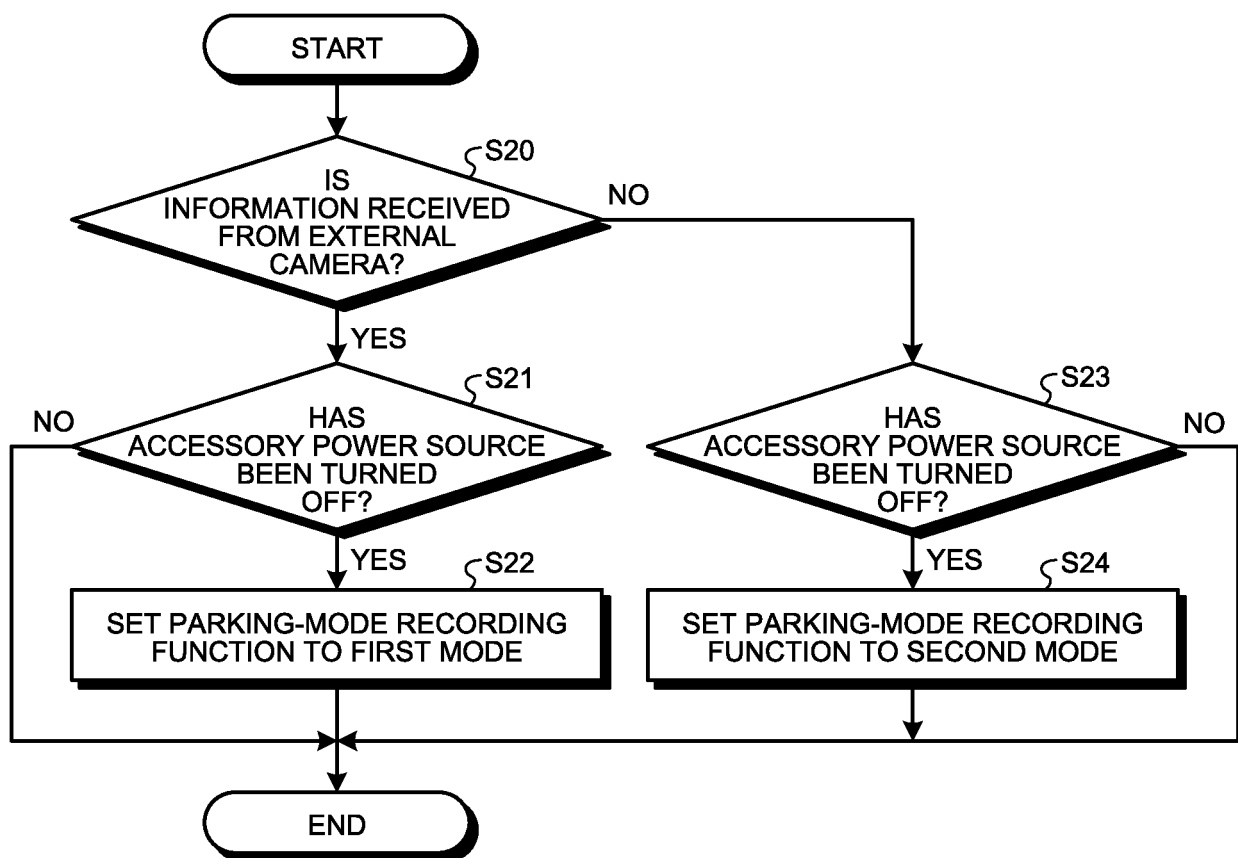 START
S20
IS
INFORMATION RECEIVED
FROM EXTERNAL
CAMERA?
NO
YES
S21
NO
HAS
ACCESSORY POWER SOURCE
BEEN TURNED
OFF?
YES
S23
HAS
ACCESSORY POWER SOURCE
BEEN TURNED
OFF?
NO
YES
S22
SET PARKING-MODE RECORDING
FUNCTION TO FIRST MODE
S24
SET PARKING-MODE RECORDING
FUNCTION TO SECOND MODE
END